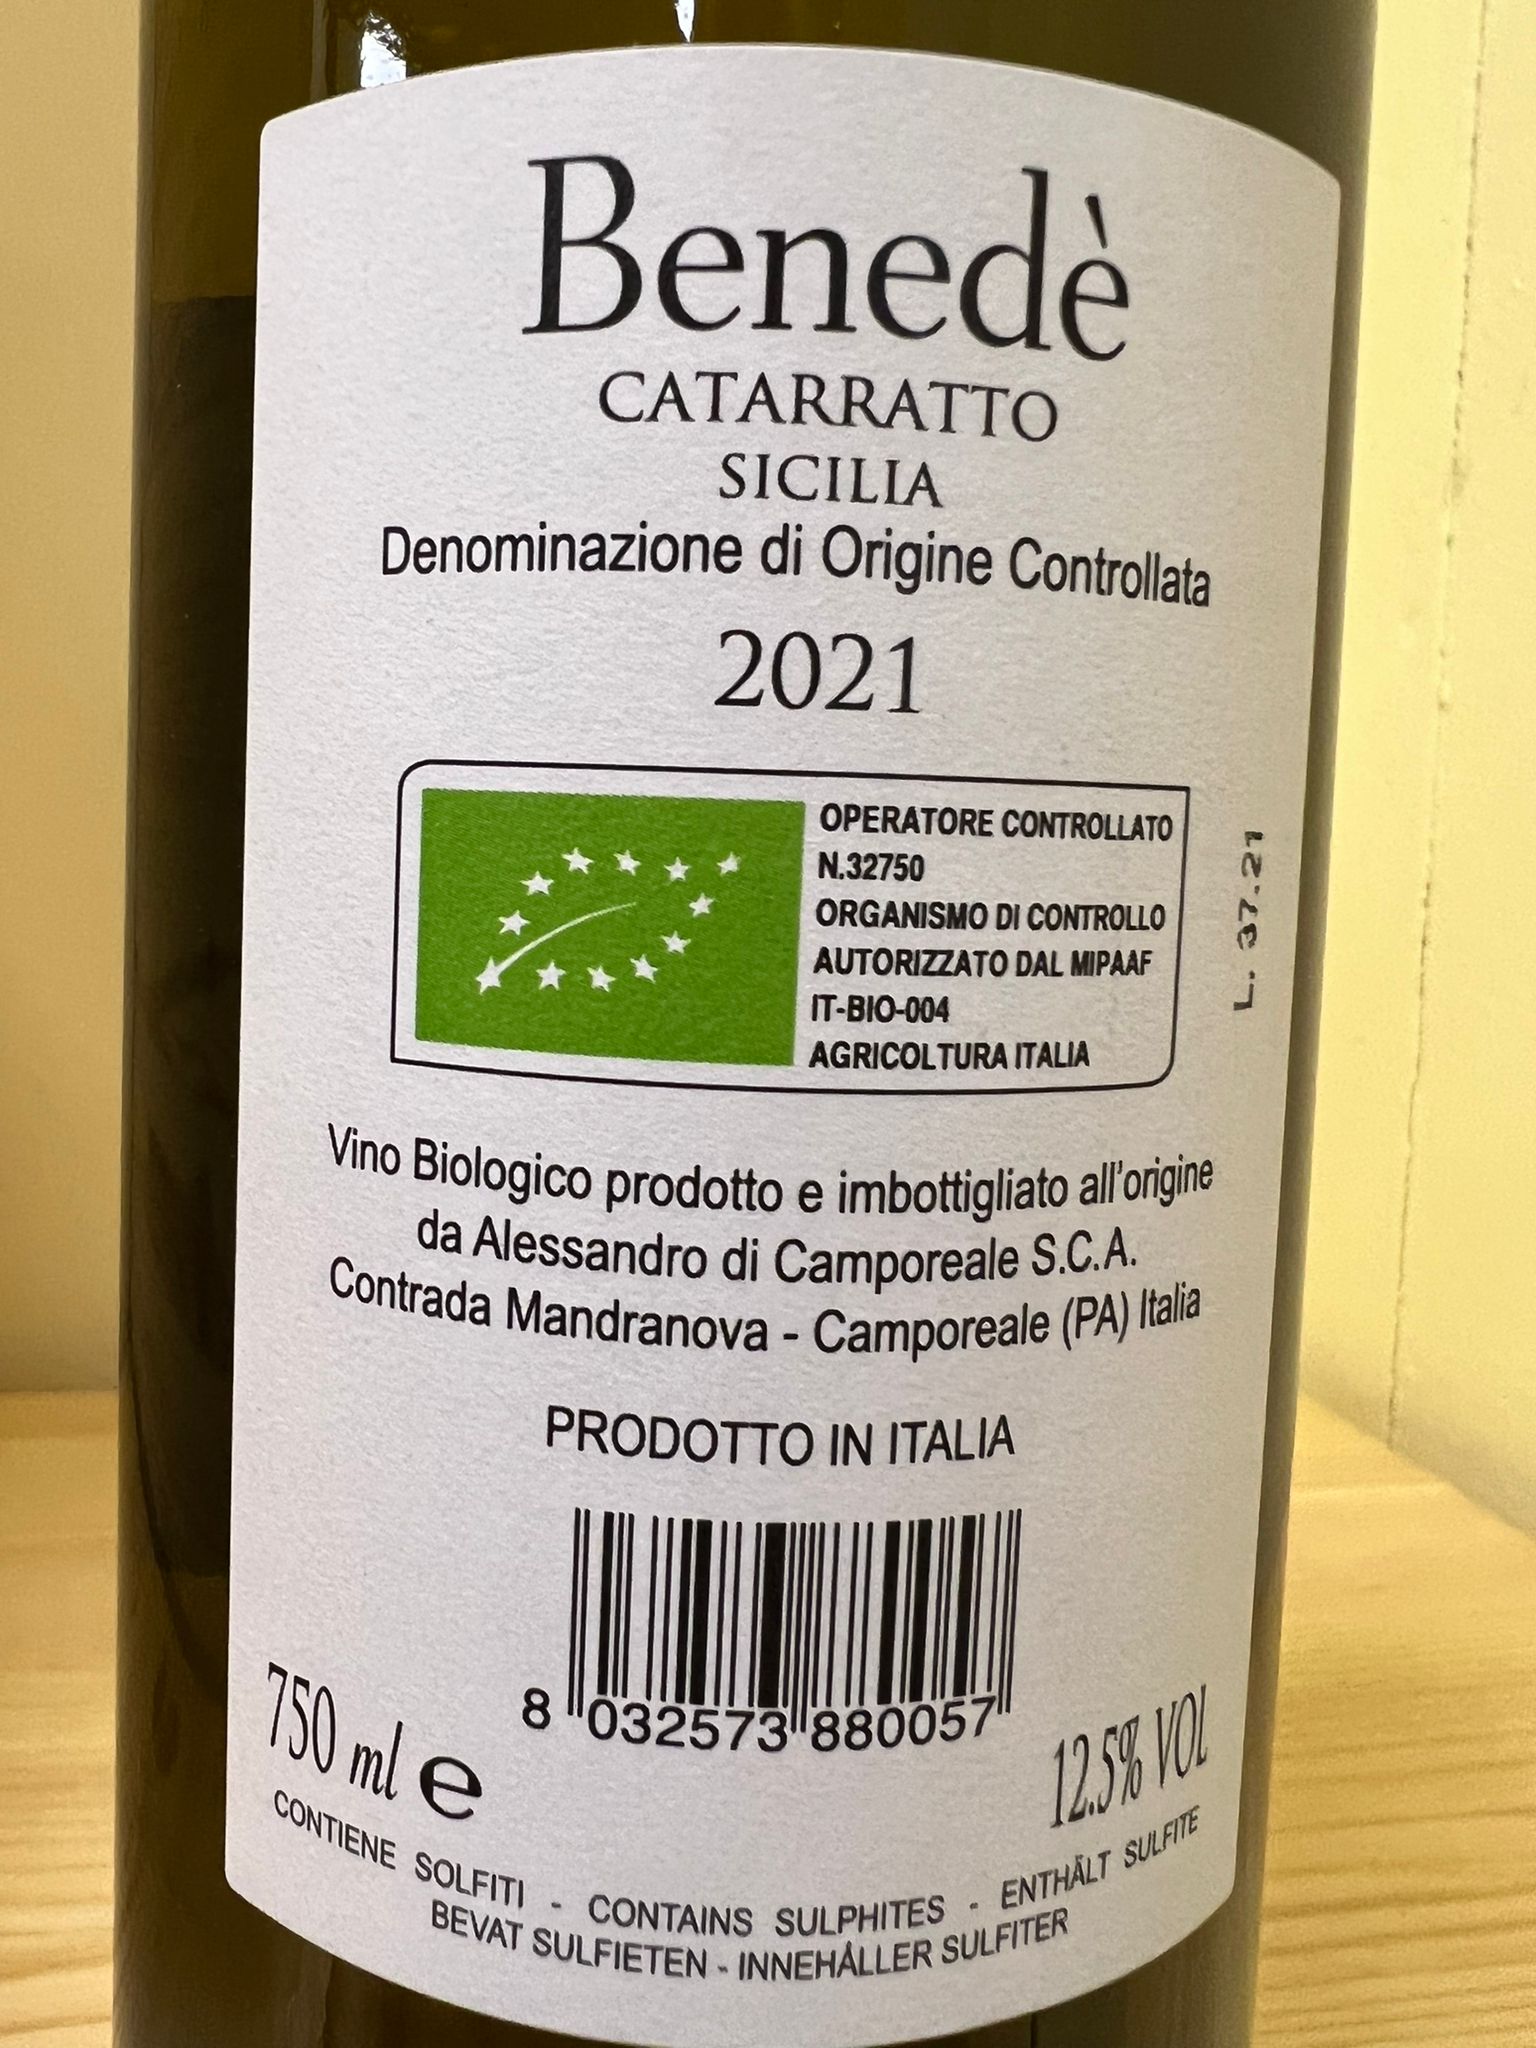 Benedè
CATARRATTO
SICILIA
Denominazione di Origine Controllata
2021
OPERATORE CONTROLLATO
N.32750
ORGANISMO DI CONTROLLO
AUTORIZZATO DAL MIPAAF
IT-BIO-004
AGRICOLTURA ITALIA
L. 37.21
Vino Biologico prodotto e imbottigliato all'origine
da Alessandro di Camporeale S.C.A.
Contrada Mandranova - Camporeale (PA) Italia
PRODOTTO IN ITALIA
8 032573 880057
750 ml e
12.5% VOL
CONTIENE SOLFITI - CONTAINS SULPHITES - ENTHÄLT SULFITE
BEVAT SULFIETEN - INNEHÅLLER SULFITER